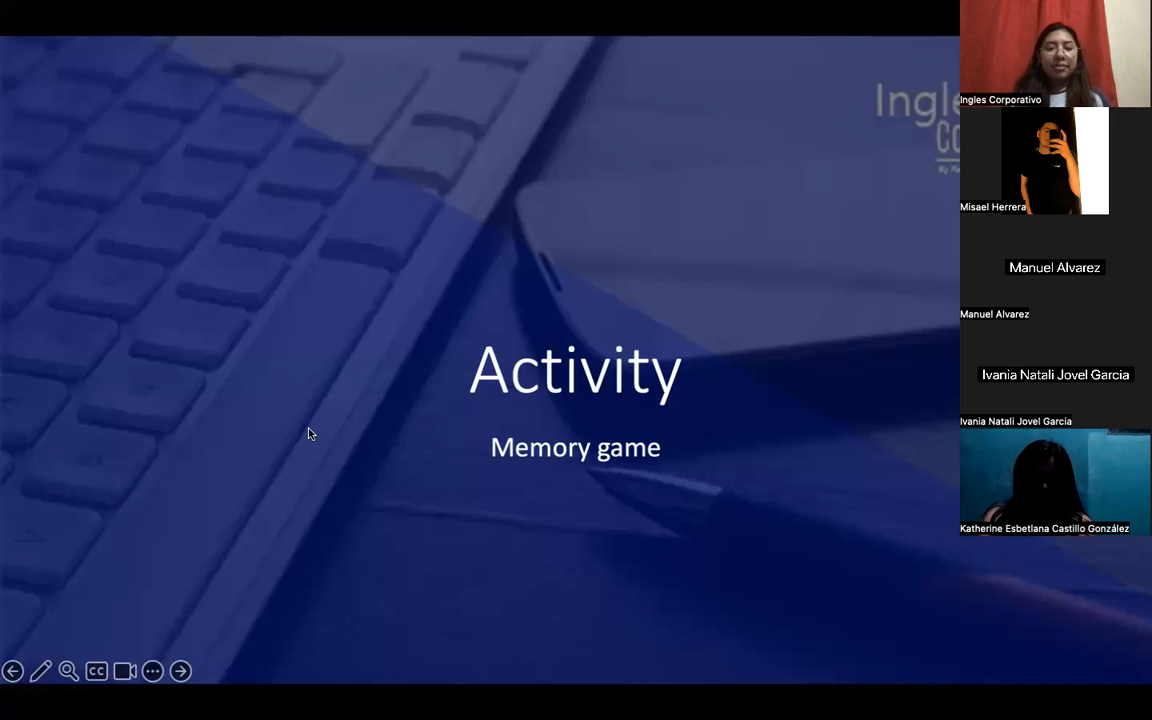 Activity
Memory game
CC
Ingles Corporativo
Misael Herrera
Manuel Alvarez
Manuel Alvarez
Ivania Natali Jovel Garcia
Ivania Natali Jovel Garcia
Katherine Esbetlana Castillo González